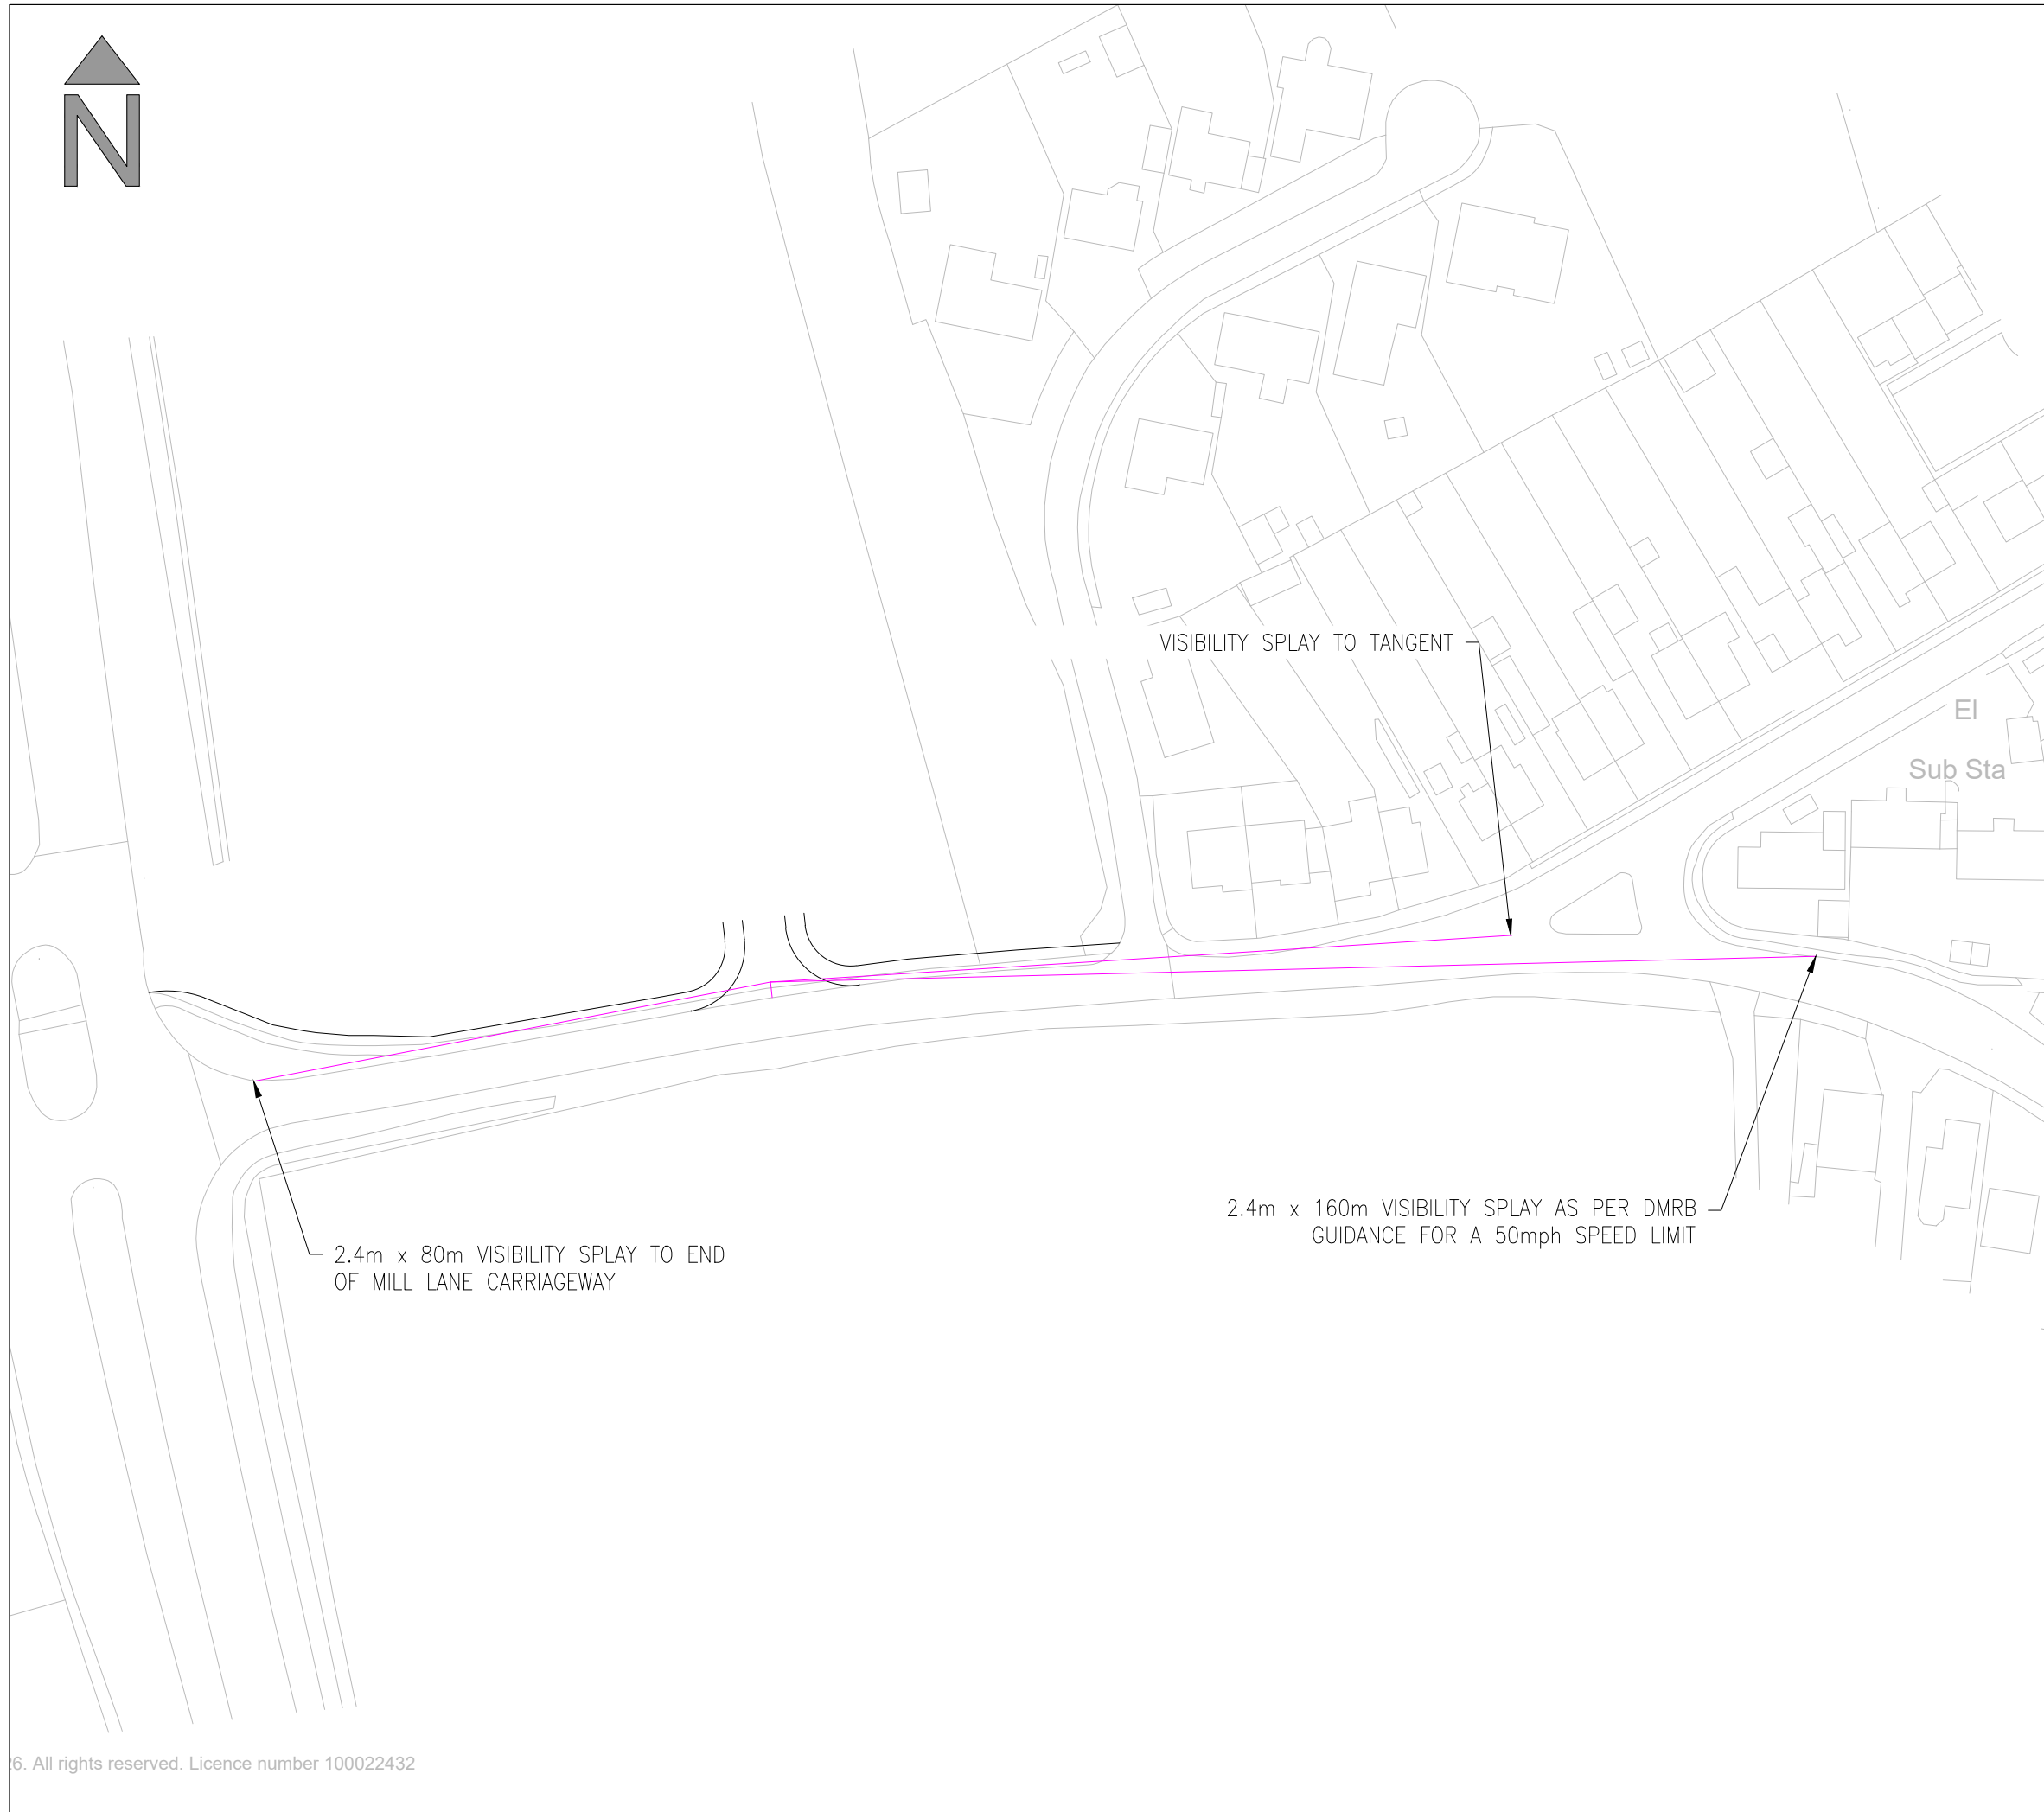 N
VISIBILITY SPLAY TO TANGENT
El
Sub Sta
2.4m x 160m VISIBILITY SPLAY AS PER DMRB
GUIDANCE FOR A 50mph SPEED LIMIT
2.4m x 80m VISIBILITY SPLAY TO END
OF MILL LANE CARRIAGEWAY
6. All rights reserved. Licence number 100022432